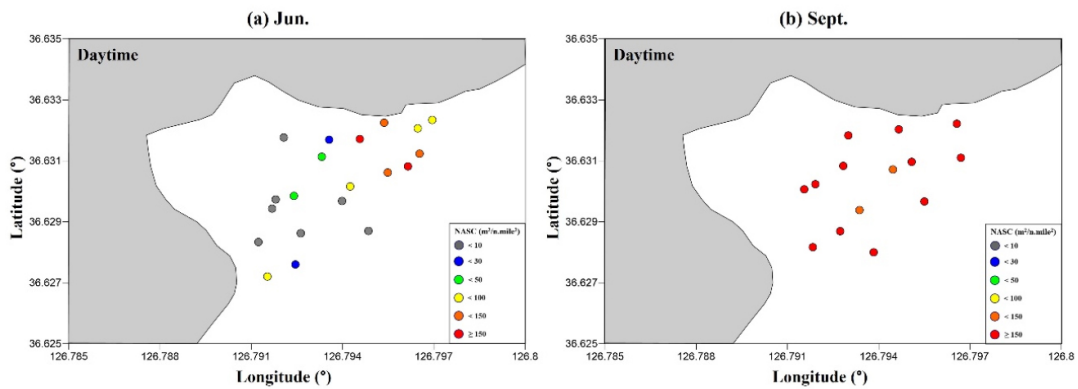 (a) Jun.
Daytime
36.635
36.633
36.631
36.629
36.627
36.625
Latitude (°)
126.785 126.788 126.791 126.794 126.797 126.8
Longitude (°)
NASC (m²/n.mile²)
< 10
< 30
< 50
< 100
< 150
≥ 150
(b) Sept.
Daytime
36.635
36.633
36.631
36.629
36.627
36.625
Latitude (°)
126.785 126.788 126.791 126.794 126.797 126.8
Longitude (°)
NASC (m²/n.mile²)
< 10
< 30
< 50
< 100
< 150
≥ 150